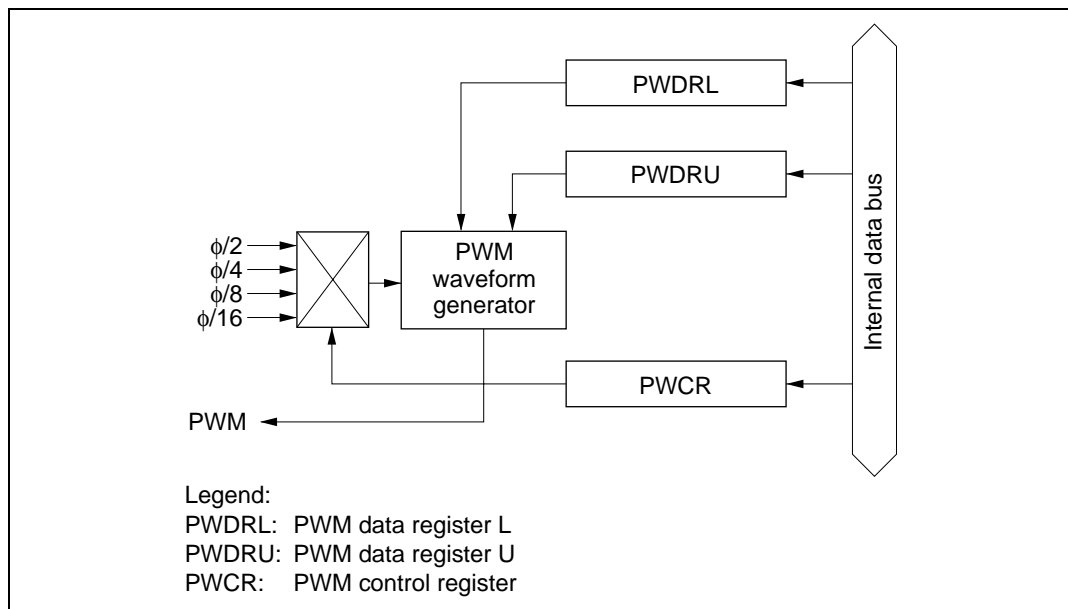 PWDRL
PWDRU
Internal data bus
ϕ/2
ϕ/4
ϕ/8
ϕ/16
PWM
waveform
generator
PWCR
PWM
Legend:
PWDRL: PWM data register L
PWDRU: PWM data register U
PWCR: PWM control register